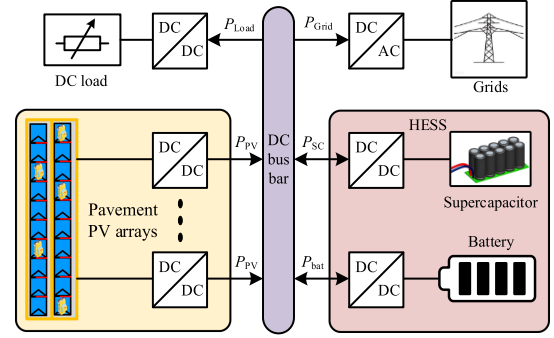 DC
DC
P_Load
P_Grid
DC
AC
DC load
Grids
P_PV
DC
DC
DC
bus
bar
P_SC
DC
DC
HESS
Supercapacitor
Pavement
PV arrays
DC
DC
P_PV
P_bat
DC
DC
Battery